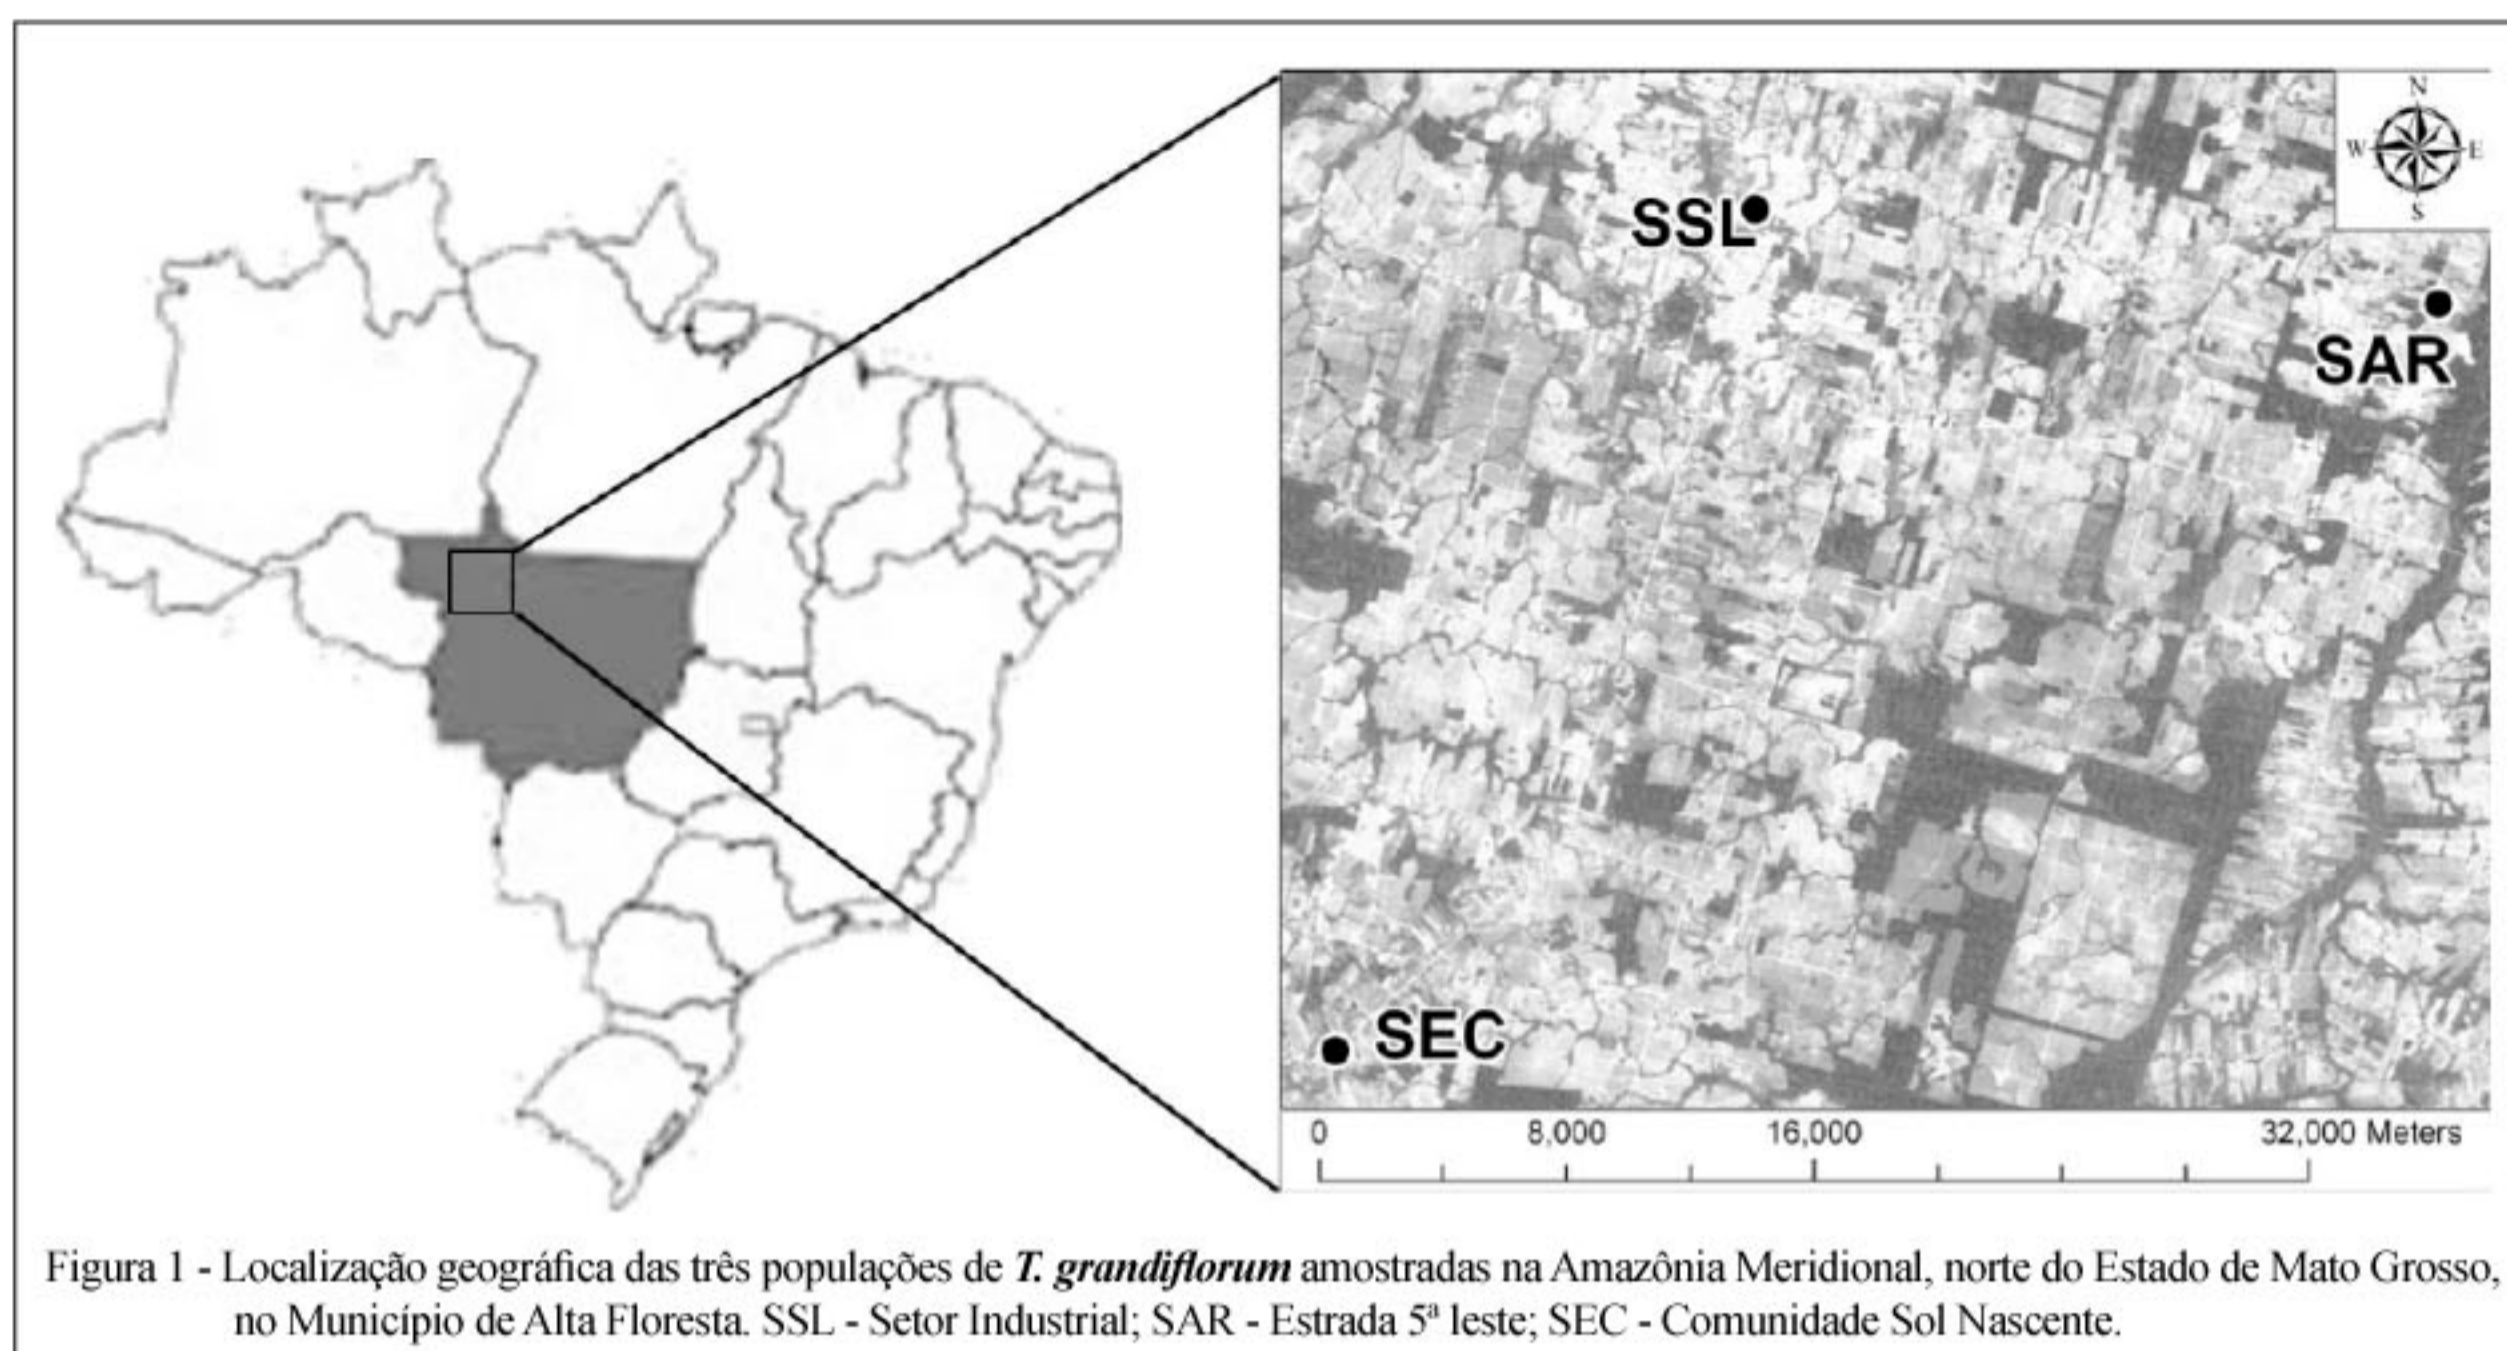 N
W E
S
SSL
SAR
SEC
0 8,000 16,000 32,000 Meters
Figura 1 - Localização geográfica das três populações de T. grandiflorum amostradas na Amazônia Meridional, norte do Estado de Mato Grosso,
no Município de Alta Floresta. SSL - Setor Industrial; SAR - Estrada 5ª leste; SEC - Comunidade Sol Nascente.